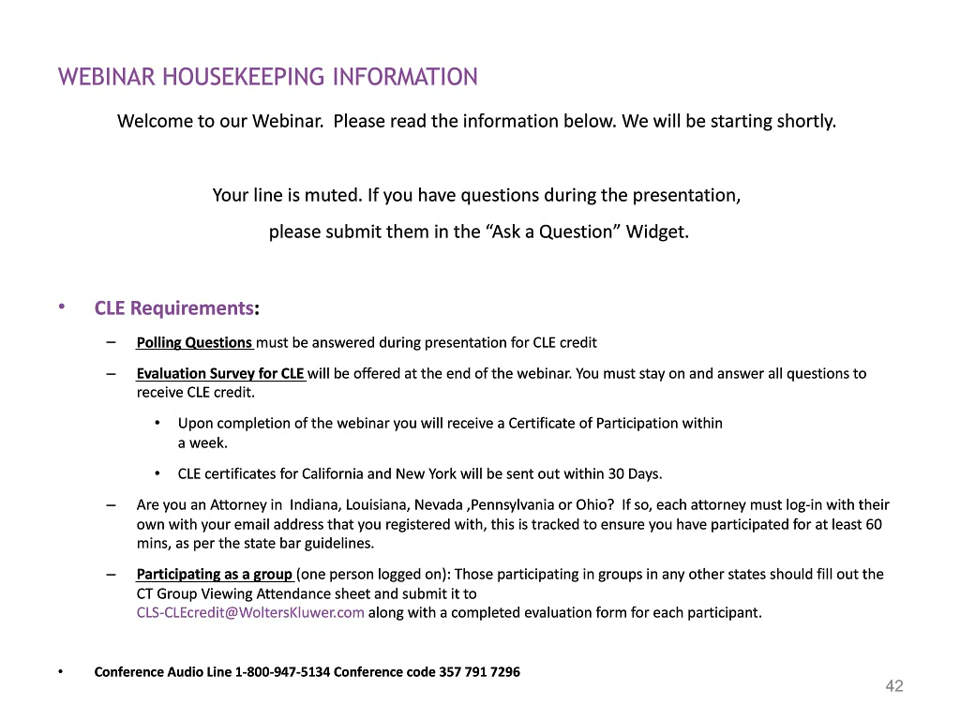 WEBINAR HOUSEKEEPING INFORMATION
Welcome to our Webinar.  Please read the information below. We will be starting shortly.
Your line is muted. If you have questions during the presentation,
please submit them in the “Ask a Question” Widget.
• CLE Requirements:
– Polling Questions must be answered during presentation for CLE credit
– Evaluation Survey for CLE will be offered at the end of the webinar. You must stay on and answer all questions to
receive CLE credit.
• Upon completion of the webinar you will receive a Certificate of Participation within
a week.
• CLE certificates for California and New York will be sent out within 30 Days.
– Are you an Attorney in  Indiana, Louisiana, Nevada ,Pennsylvania or Ohio?  If so, each attorney must log-in with their
own with your email address that you registered with, this is tracked to ensure you have participated for at least 60
mins, as per the state bar guidelines.
– Participating as a group (one person logged on): Those participating in groups in any other states should fill out the
CT Group Viewing Attendance sheet and submit it to
CLS-CLEcredit@WoltersKluwer.com along with a completed evaluation form for each participant.
• Conference Audio Line 1-800-947-5134 Conference code 357 791 7296
42